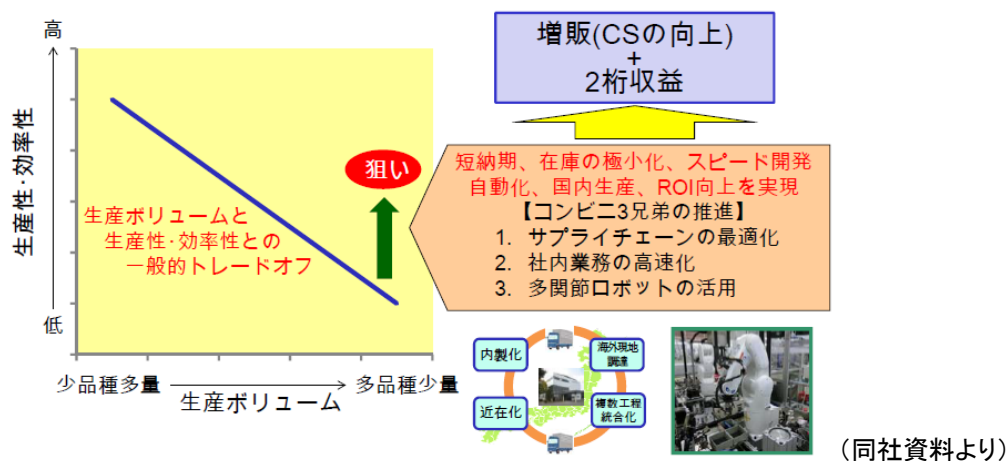 高
生産性・効率性
低
生産ボリュームと
生産性・効率性との
一般的トレードオフ
狙い
少品種多量
多品種少量
生産ボリューム
増販(CSの向上)
+
2桁収益
短納期、在庫の極小化、スピード開発
自動化、国内生産、ROI向上を実現
【コンビニ3兄弟の推進】
1. サプライチェーンの最適化
2. 社内業務の高速化
3. 多関節ロボットの活用
内製化
海外現地
調達
近在化
複数工程
統合化
(同社資料より)